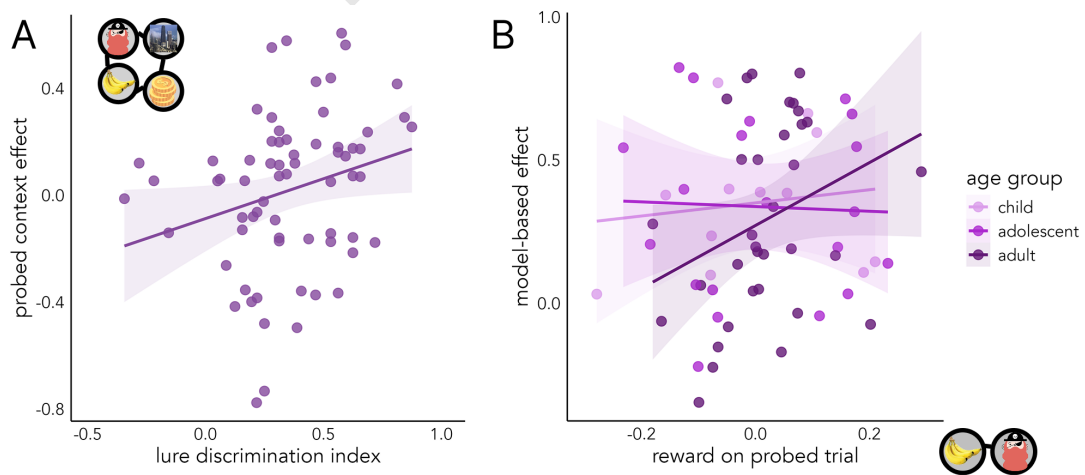 A
probed context effect
0.4
0.0
-0.4
-0.8
-0.5
0.0
0.5
1.0
lure discrimination index
B
model-based effect
1.0
0.5
0.0
-0.2
0.0
0.2
reward on probed trial
age group
child
adolescent
adult